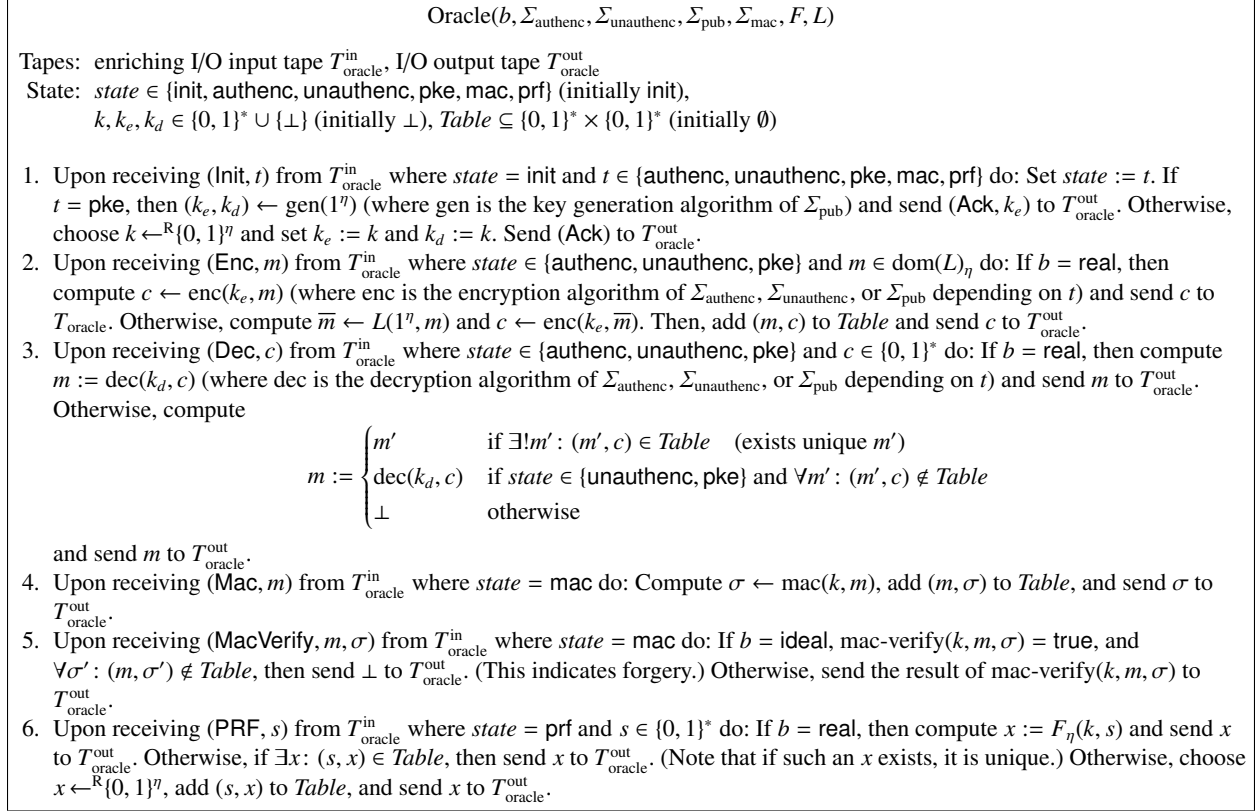 Oracle(b, Σ_authenc, Σ_unauthenc, Σ_pub, Σ_mac, F, L)
Tapes: enriching I/O input tape T^in_oracle, I/O output tape T^out_oracle
State: state ∈ {init, authenc, unauthenc, pke, mac, prf} (initially init),
k, k_e, k_d ∈ {0, 1}* ∪ {⊥} (initially ⊥), Table ⊆ {0, 1}* × {0, 1}* (initially ∅)
1. Upon receiving (Init, t) from T^in_oracle where state = init and t ∈ {authenc, unauthenc, pke, mac, prf} do: Set state := t. If
t = pke, then (k_e, k_d) ← gen(1^η) (where gen is the key generation algorithm of Σ_pub) and send (Ack, k_e) to T^out_oracle. Otherwise,
choose k ←^R {0, 1}^η and set k_e := k and k_d := k. Send (Ack) to T^out_oracle.
2. Upon receiving (Enc, m) from T^in_oracle where state ∈ {authenc, unauthenc, pke} and m ∈ dom(L)_η do: If b = real, then
compute c ← enc(k_e, m) (where enc is the encryption algorithm of Σ_authenc, Σ_unauthenc, or Σ_pub depending on t) and send c to
T_oracle. Otherwise, compute m̅ ← L(1^η, m) and c ← enc(k_e, m̅). Then, add (m, c) to Table and send c to T^out_oracle.
3. Upon receiving (Dec, c) from T^in_oracle where state ∈ {authenc, unauthenc, pke} and c ∈ {0, 1}* do: If b = real, then compute
m := dec(k_d, c) (where dec is the decryption algorithm of Σ_authenc, Σ_unauthenc, or Σ_pub depending on t) and send m to T^out_oracle.
Otherwise, compute
m := { m′ if ∃!m′ : (m′, c) ∈ Table (exists unique m′)
dec(k_d, c) if state ∈ {unauthenc, pke} and ∀m′ : (m′, c) ∉ Table
⊥ otherwise
and send m to T^out_oracle.
4. Upon receiving (Mac, m) from T^in_oracle where state = mac do: Compute σ ← mac(k, m), add (m, σ) to Table, and send σ to
T^out_oracle.
5. Upon receiving (MacVerify, m, σ) from T^in_oracle where state = mac do: If b = ideal, mac-verify(k, m, σ) = true, and
∀σ′ : (m, σ′) ∉ Table, then send ⊥ to T^out_oracle. (This indicates forgery.) Otherwise, send the result of mac-verify(k, m, σ) to
T^out_oracle.
6. Upon receiving (PRF, s) from T^in_oracle where state = prf and s ∈ {0, 1}* do: If b = real, then compute x := F_η(k, s) and send x
to T^out_oracle. Otherwise, if ∃x : (s, x) ∈ Table, then send x to T^out_oracle. (Note that if such an x exists, it is unique.) Otherwise, choose
x ←^R {0, 1}^η, add (s, x) to Table, and send x to T^out_oracle.